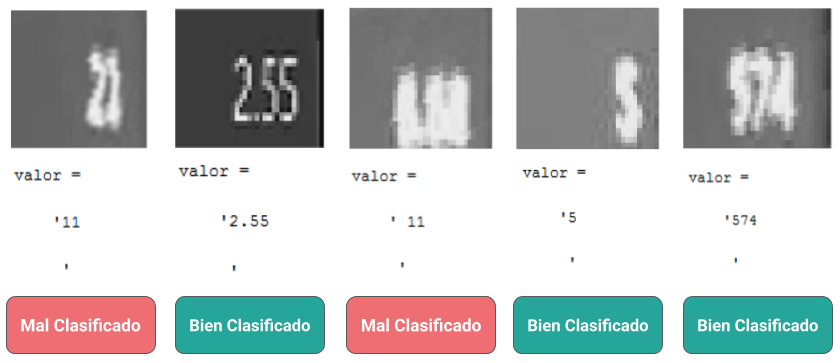 21
2.55
5
574
valor =
valor =
valor =
valor =
valor =
'11
'2.55
' 11
'5
'574
'
'
'
'
'
Mal Clasificado
Bien Clasificado
Mal Clasificado
Bien Clasificado
Bien Clasificado